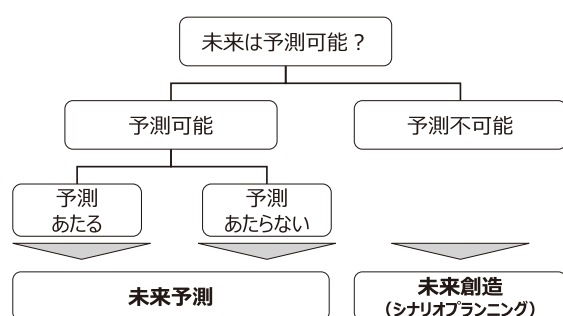 未来は予測可能？
予測可能
予測不可能
予測
あたる
予測
あたらない
未来予測
未来創造
（シナリオプランニング）